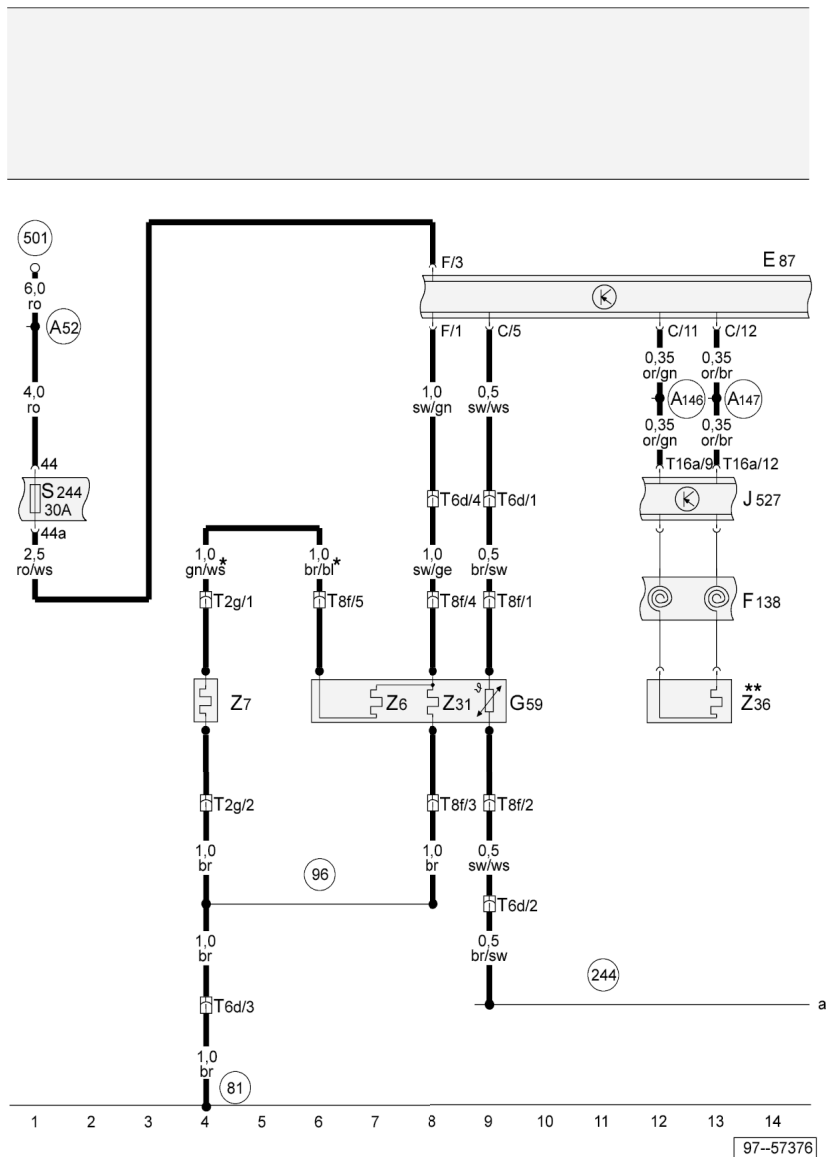 501
F/3
E 87
6,0
ro
A52
F/1 C/5 C/11 C/12
4,0
ro
1,0
sw/gn
0,5
sw/ws
0,35
or/gn
0,35
or/br
A146 A147
0,35
or/gn
0,35
or/br
44
T16a/9 T16a/12
S 244
30A
T6d/4 T6d/1
J 527
44a
2,5
ro/ws
1,0
gn/ws*
1,0
br/bl*
1,0
sw/ge
0,5
br/sw
T2g/1 T8f/5 T8f/4 T8f/1
F 138
Z7 Z6 Z31 G59
**
Z36
T2g/2 T8f/3 T8f/2
1,0
br
96
1,0
br
0,5
sw/ws
T6d/2
1,0
br
0,5
br/sw
244
T6d/3
a
1,0
br
81
1 2 3 4 5 6 7 8 9 10 11 12 13 14
97--57376